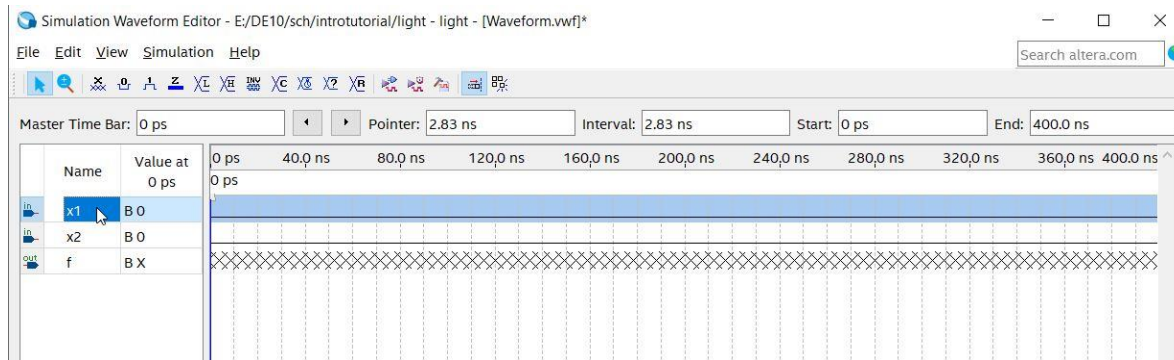 Simulation Waveform Editor - E:/DE10/sch/introtutorial/light - light - [Waveform.vwf]*
File Edit View Simulation Help
Search altera.com
Master Time Bar: 0 ps Pointer: 2.83 ns Interval: 2.83 ns Start: 0 ps End: 400.0 ns
Name Value at 0 ps
0 ps 40.0 ns 80.0 ns 120.0 ns 160.0 ns 200.0 ns 240.0 ns 280.0 ns 320.0 ns 360.0 ns 400.0 ns
0 ps
in x1 B 0
in x2 B 0
out f B X